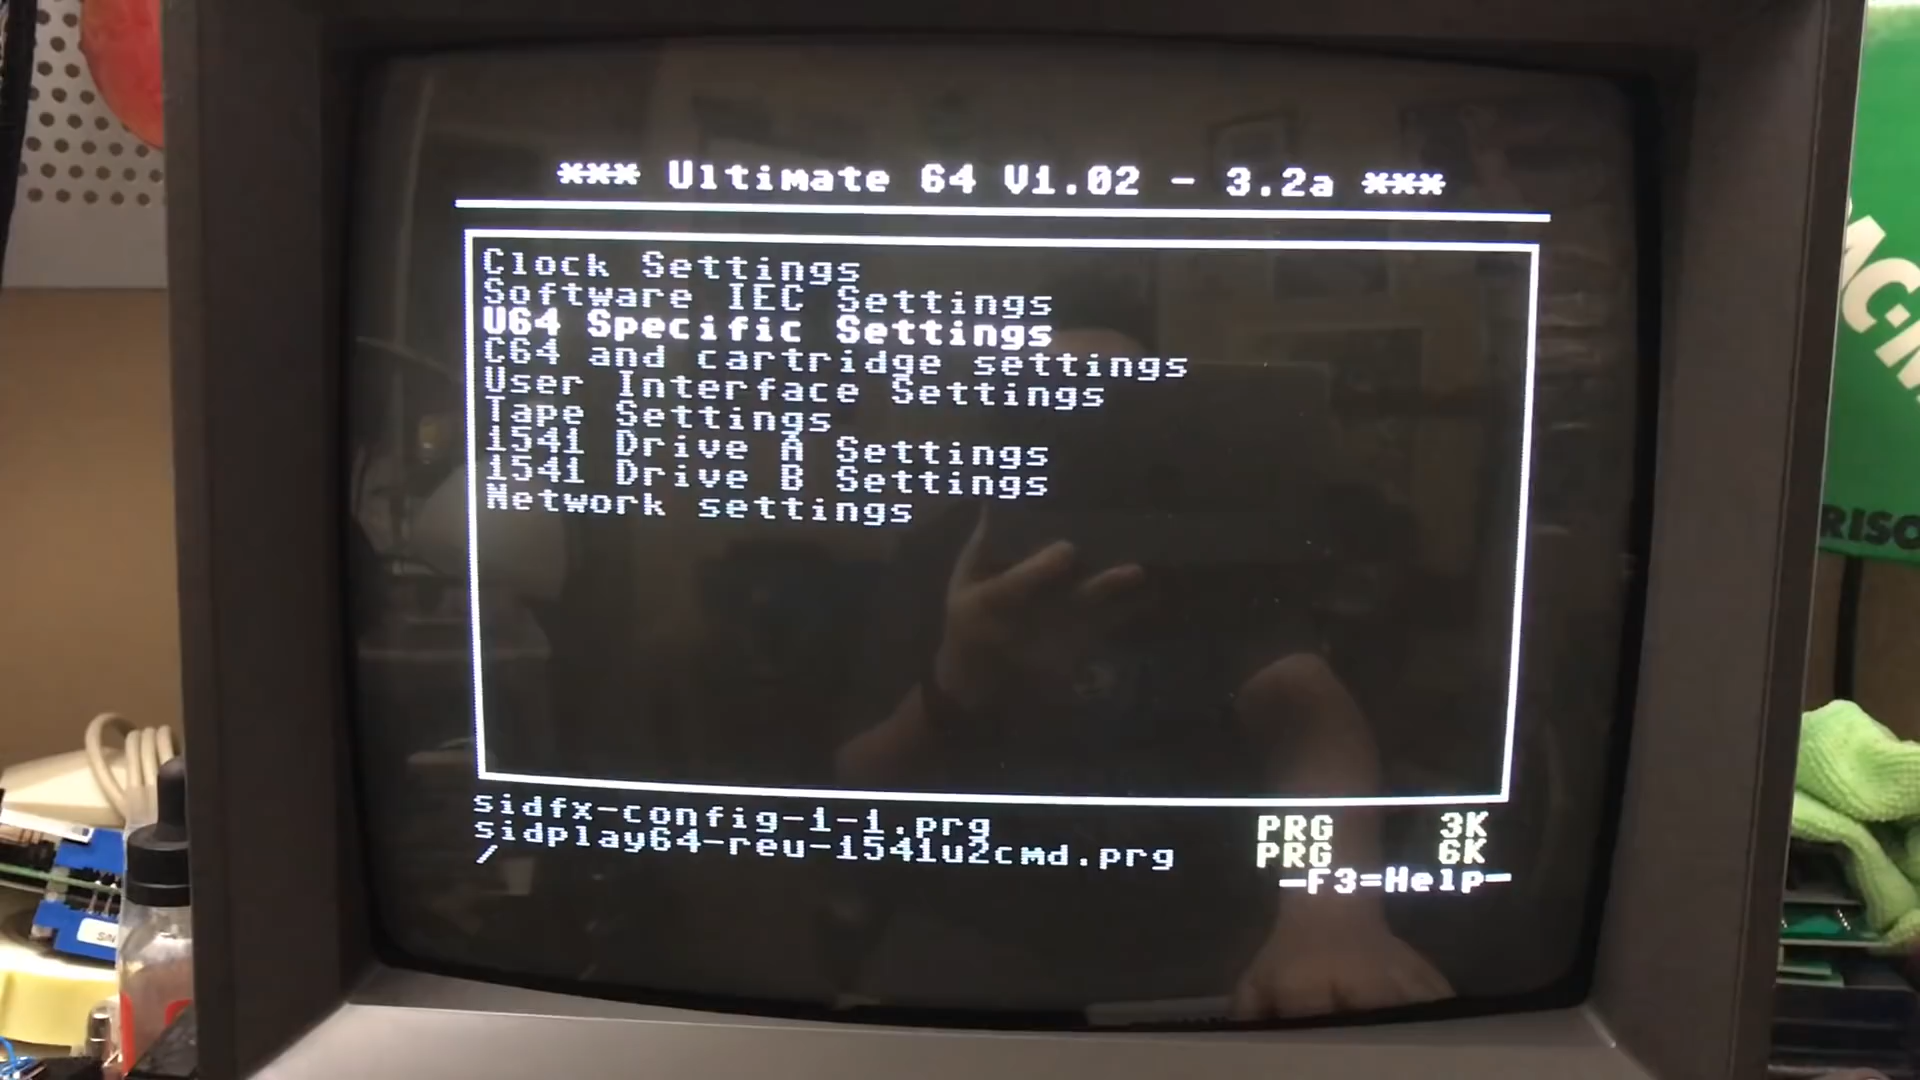 *** Ultimate 64 V1.02 - 3.2a ***
Clock Settings
Software IEC Settings
U64 Specific Settings
C64 and cartridge settings
User Interface Settings
Tape Settings
1541 Drive A Settings
1541 Drive B Settings
Network settings
sidfx-config-1-1.prg PRG 3K
sidplay64-reu-1541u2cmd.prg PRG 6K
/
-F3=Help-